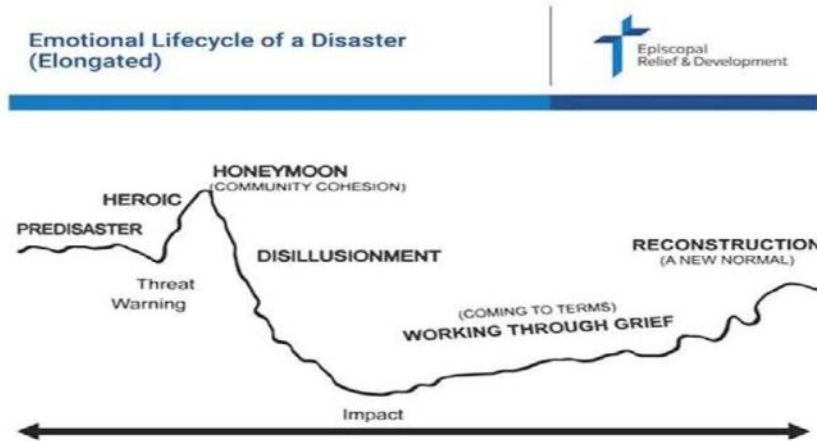 Emotional Lifecycle of a Disaster
(Elongated)
Episcopal
Relief & Development
HONEYMOON
(COMMUNITY COHESION)
HEROIC
PREDISASTER
DISILLUSIONMENT
RECONSTRUCTION
(A NEW NORMAL)
Threat
Warning
(COMING TO TERMS)
WORKING THROUGH GRIEF
Impact